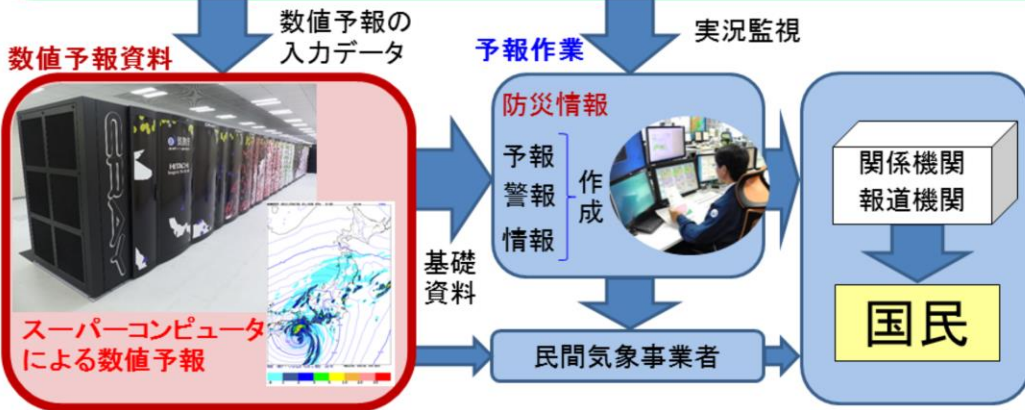 数値予報の
入力データ
実況監視
数値予報資料
予報作業
CRAY
HITACHI
防災情報
予報
警報
情報
作成
関係機関
報道機関
基礎
資料
国民
スーパーコンピュータ
による数値予報
民間気象事業者